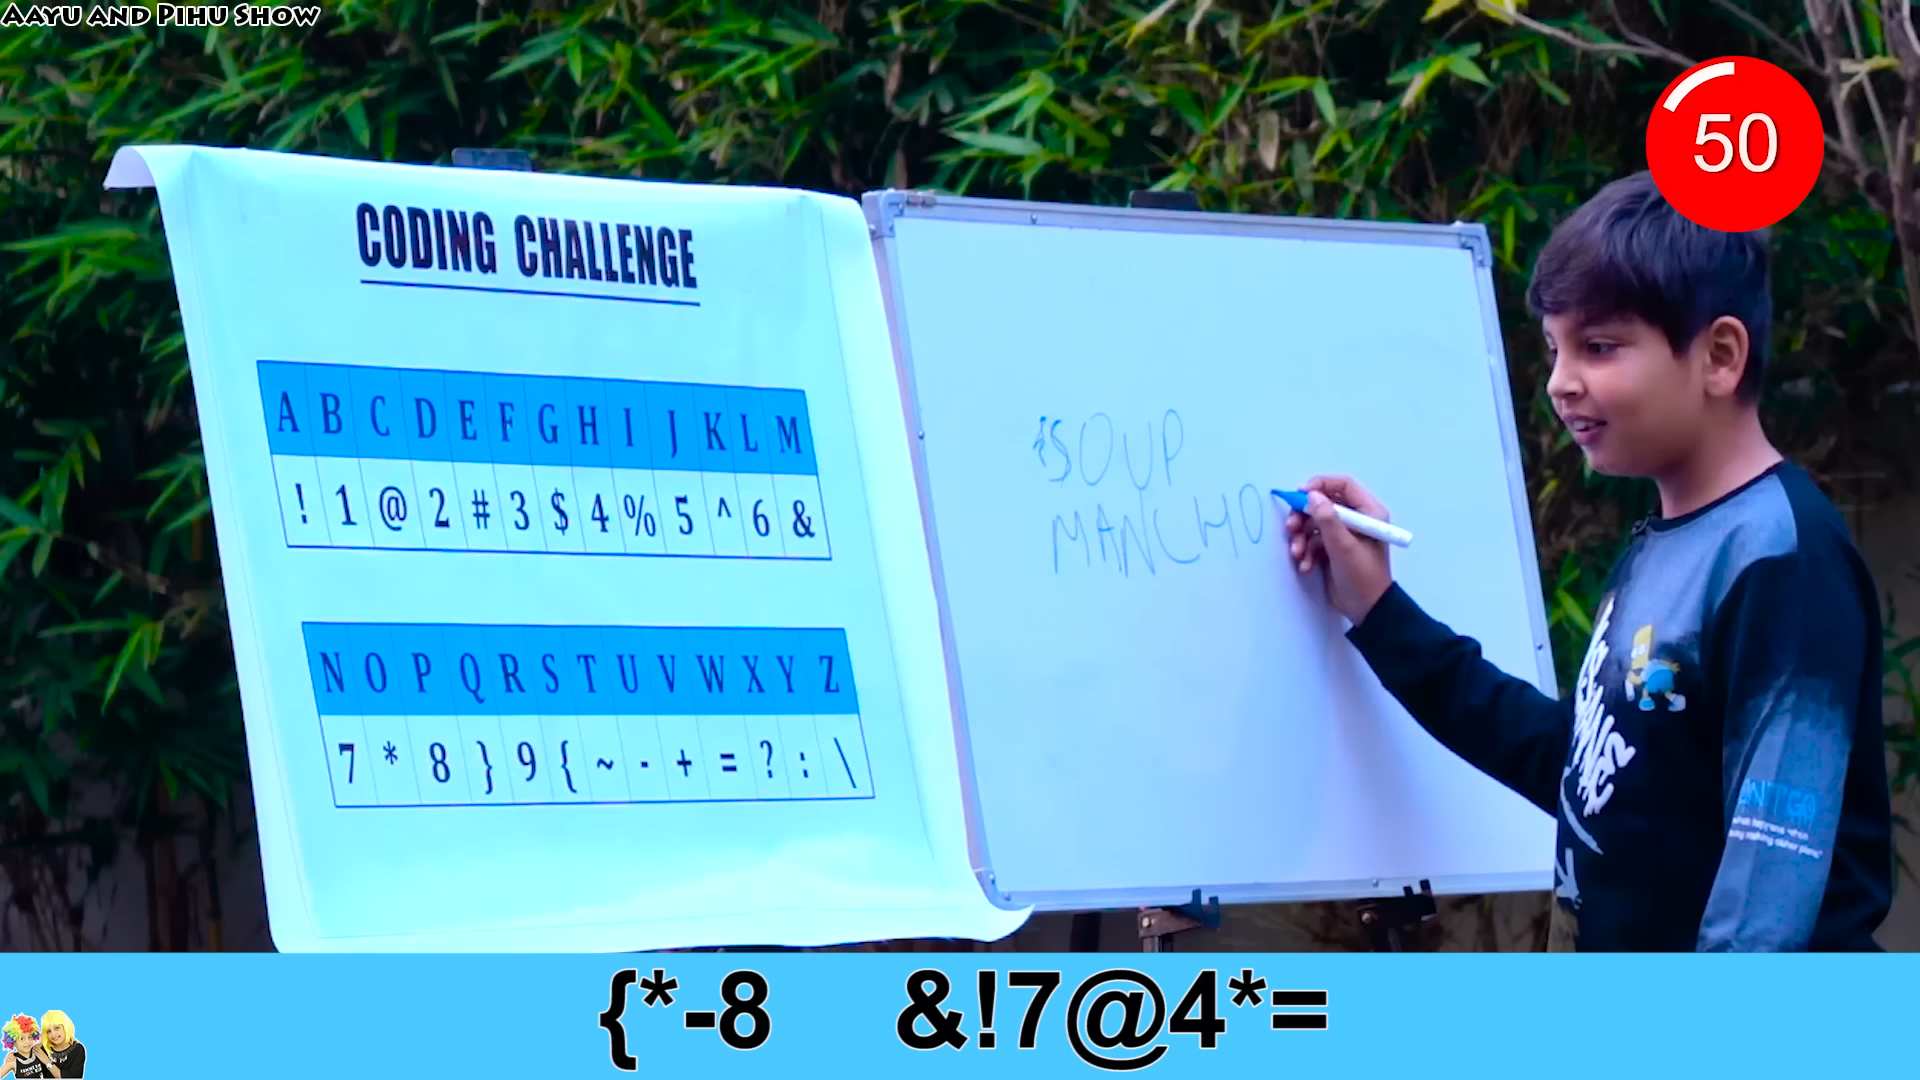 AAYU AND PIHU SHOW
50
CODING CHALLENGE
A B C D E F G H I J K L M
! 1 @ 2 # 3 $ 4 % 5 ^ 6 &
N O P Q R S T U V W X Y Z
7 * 8 } 9 { ~ - + = ? : \
SOUP
MANCHO
{*-8 &!7@4*=